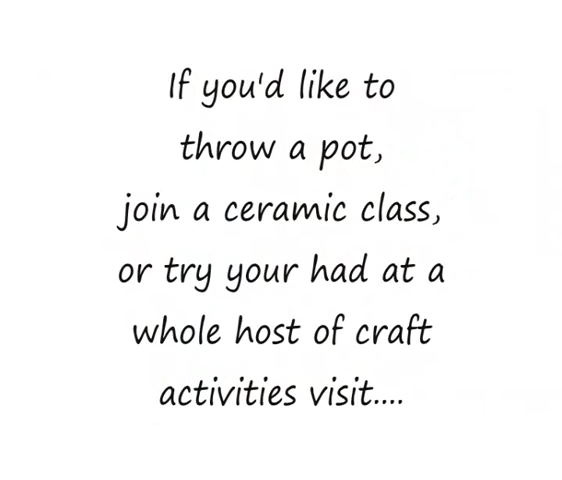 If you'd like to
throw a pot,
join a ceramic class,
or try your had at a
whole host of craft
activities visit....